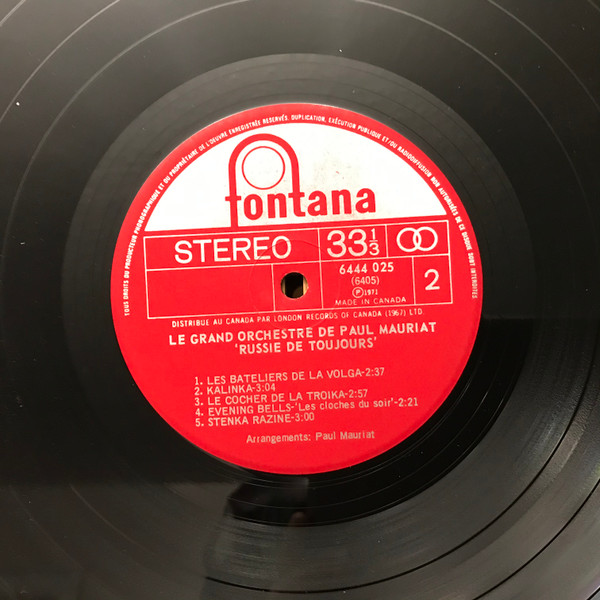 TOUS DROITS DU PRODUCTEUR PHONOGRAPHIQUE ET DU PROPRIÉTAIRE DE L'OEUVRE ENREGISTRÉE RESERVÉS. DUPLICATION, EXÉCUTION PUBLIQUE ET/OU RADIODIFFUSION NON AUTORISÉES DE CE DISQUE SONT INTERDITES.
fontana
STEREO 33 1/3
6444 025
(6405)
℗ 1971
MADE IN CANADA
2
DISTRIBUE AU CANADA PAR LONDON RECORDS OF CANADA (1967) LTD.
LE GRAND ORCHESTRE DE PAUL MAURIAT
'RUSSIE DE TOUJOURS'
1. LES BATELIERS DE LA VOLGA-2:37
2. KALINKA-3:04
3. LE COCHER DE LA TROIKA-2:57
4. EVENING BELLS-'Les cloches du soir'-2:21
5. STENKA RAZINE-3:00
Arrangements: Paul Mauriat